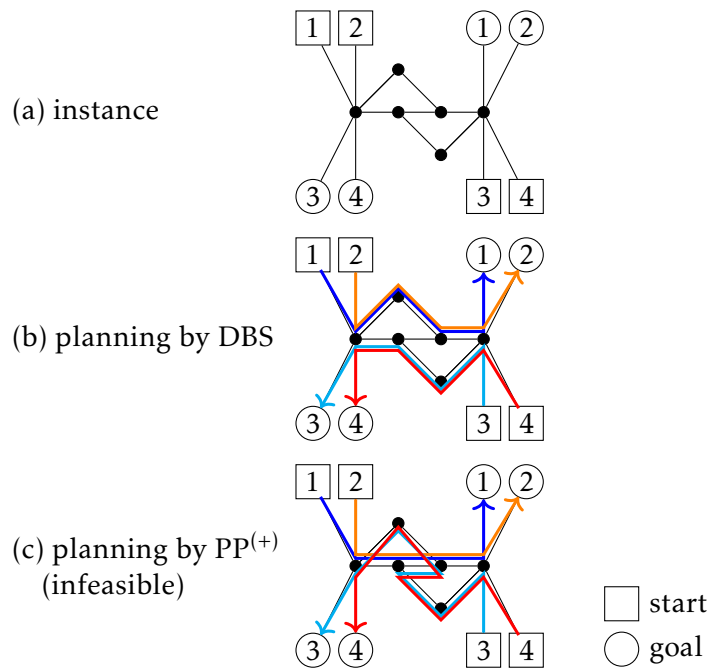 1 2 1 2
(a) instance
3 4 3 4
1 2 1 2
(b) planning by DBS
3 4 3 4
1 2 1 2
(c) planning by PP(+)
(infeasible)
3 4 3 4
start
goal